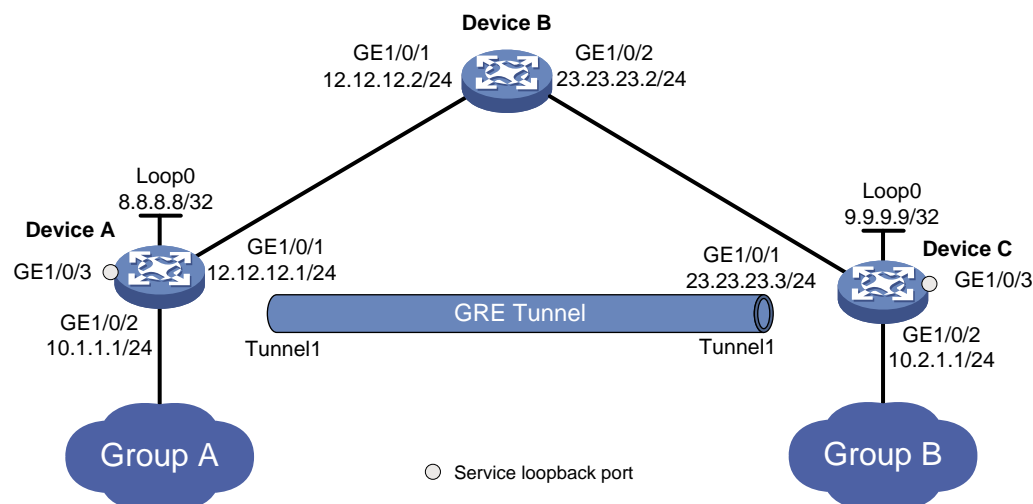 Device B
GE1/0/1
12.12.12.2/24
GE1/0/2
23.23.23.2/24
Loop0
8.8.8.8/32
Device A
GE1/0/3
GE1/0/1
12.12.12.1/24
GE1/0/2
10.1.1.1/24
Loop0
9.9.9.9/32
Device C
GE1/0/1
23.23.23.3/24
GE1/0/3
GE1/0/2
10.2.1.1/24
GRE Tunnel
Tunnel1
Tunnel1
Group A
Group B
Service loopback port